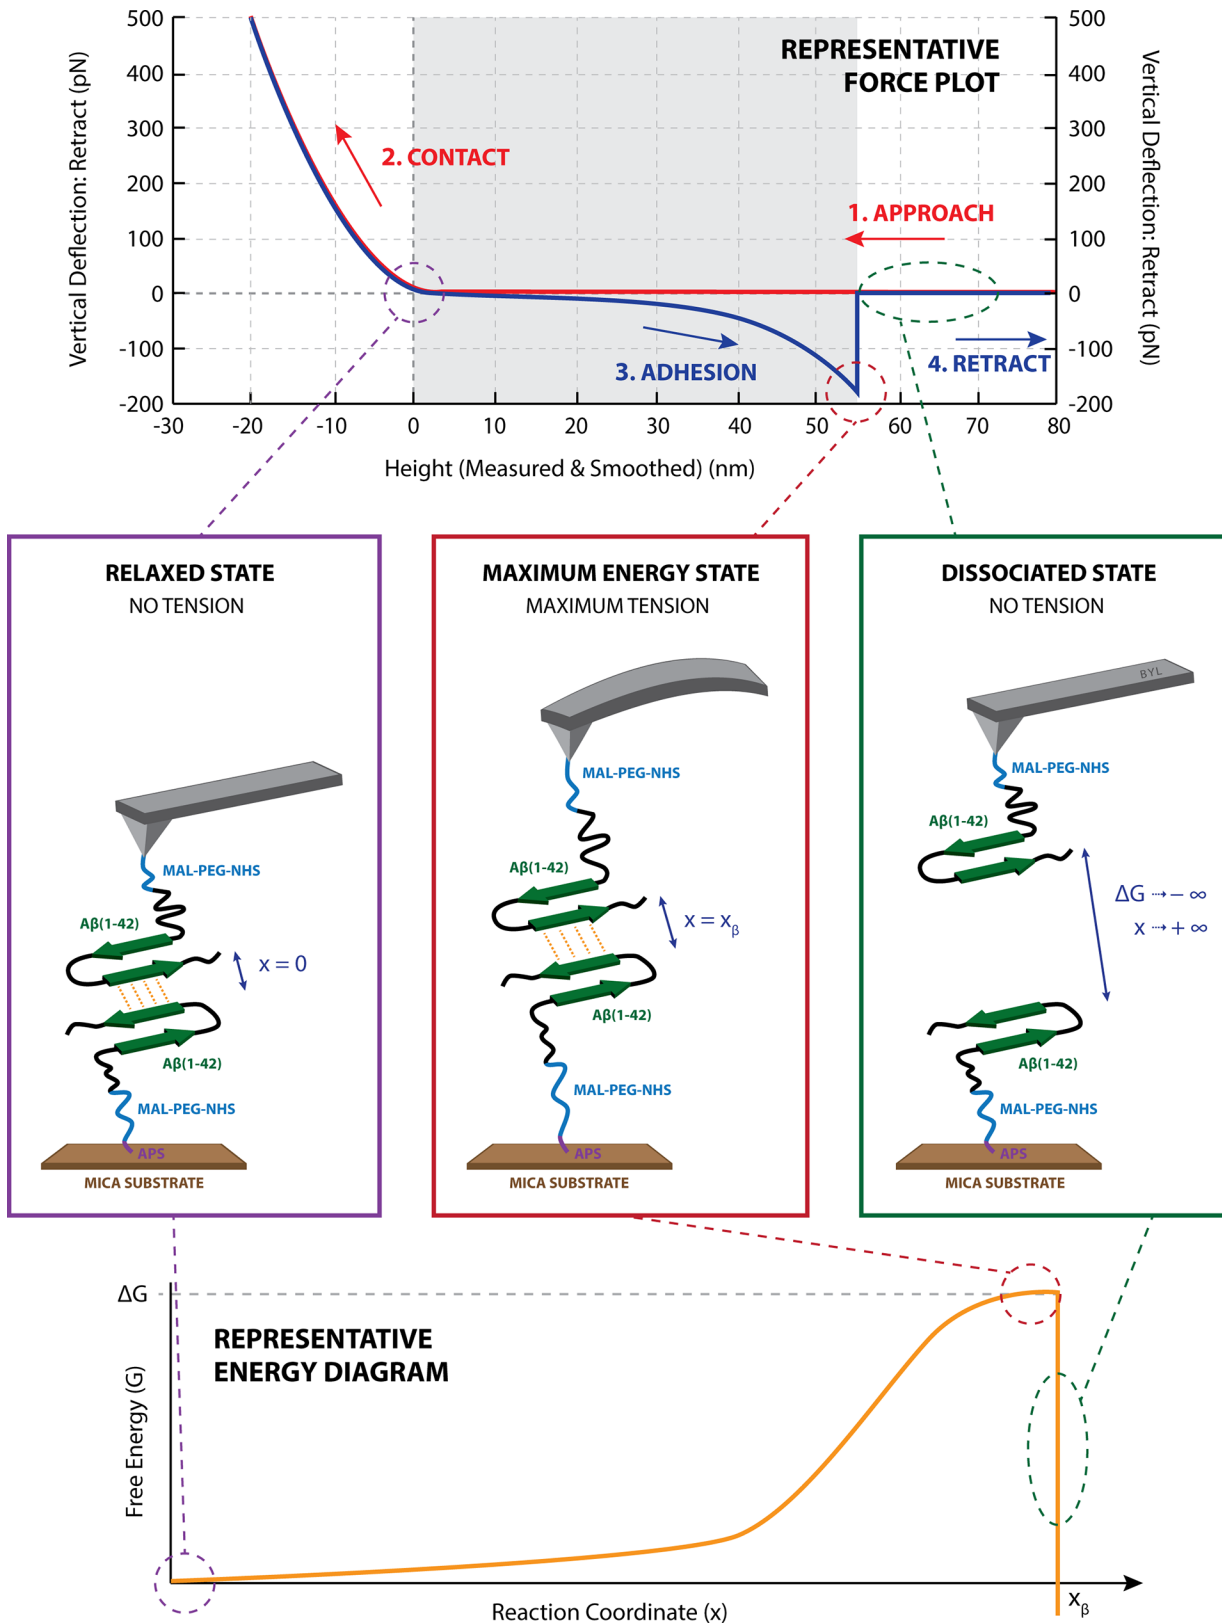 REPRESENTATIVE
FORCE PLOT
Vertical Deflection: Retract (pN)
500
400
300
200
100
0
-100
-200
500
400
300
200
100
0
-100
-200
Vertical Deflection: Retract (pN)
2. CONTACT
1. APPROACH
3. ADHESION
4. RETRACT
-30
-20
-10
0
10
20
30
40
50
60
70
80
Height (Measured & Smoothed) (nm)
RELAXED STATE
NO TENSION
MAL-PEG-NHS
Aβ(1-42)
x = 0
Aβ(1-42)
MAL-PEG-NHS
APS
MICA SUBSTRATE
MAXIMUM ENERGY STATE
MAXIMUM TENSION
MAL-PEG-NHS
Aβ(1-42)
x = xβ
Aβ(1-42)
MAL-PEG-NHS
APS
MICA SUBSTRATE
DISSOCIATED STATE
NO TENSION
BYL
MAL-PEG-NHS
Aβ(1-42)
ΔG ⇢ − ∞
x ⇢ + ∞
Aβ(1-42)
MAL-PEG-NHS
APS
MICA SUBSTRATE
ΔG
REPRESENTATIVE
ENERGY DIAGRAM
Free Energy (G)
Reaction Coordinate (x)
xβ